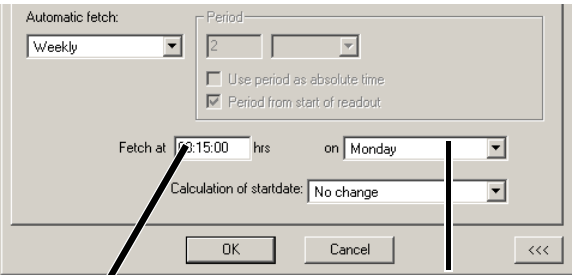 Automatic fetch:
Period
Weekly
2
Use period as absolute time
Period from start of readout
Fetch at :15:00 hrs on Monday
Calculation of startdate: No change
OK Cancel <<<